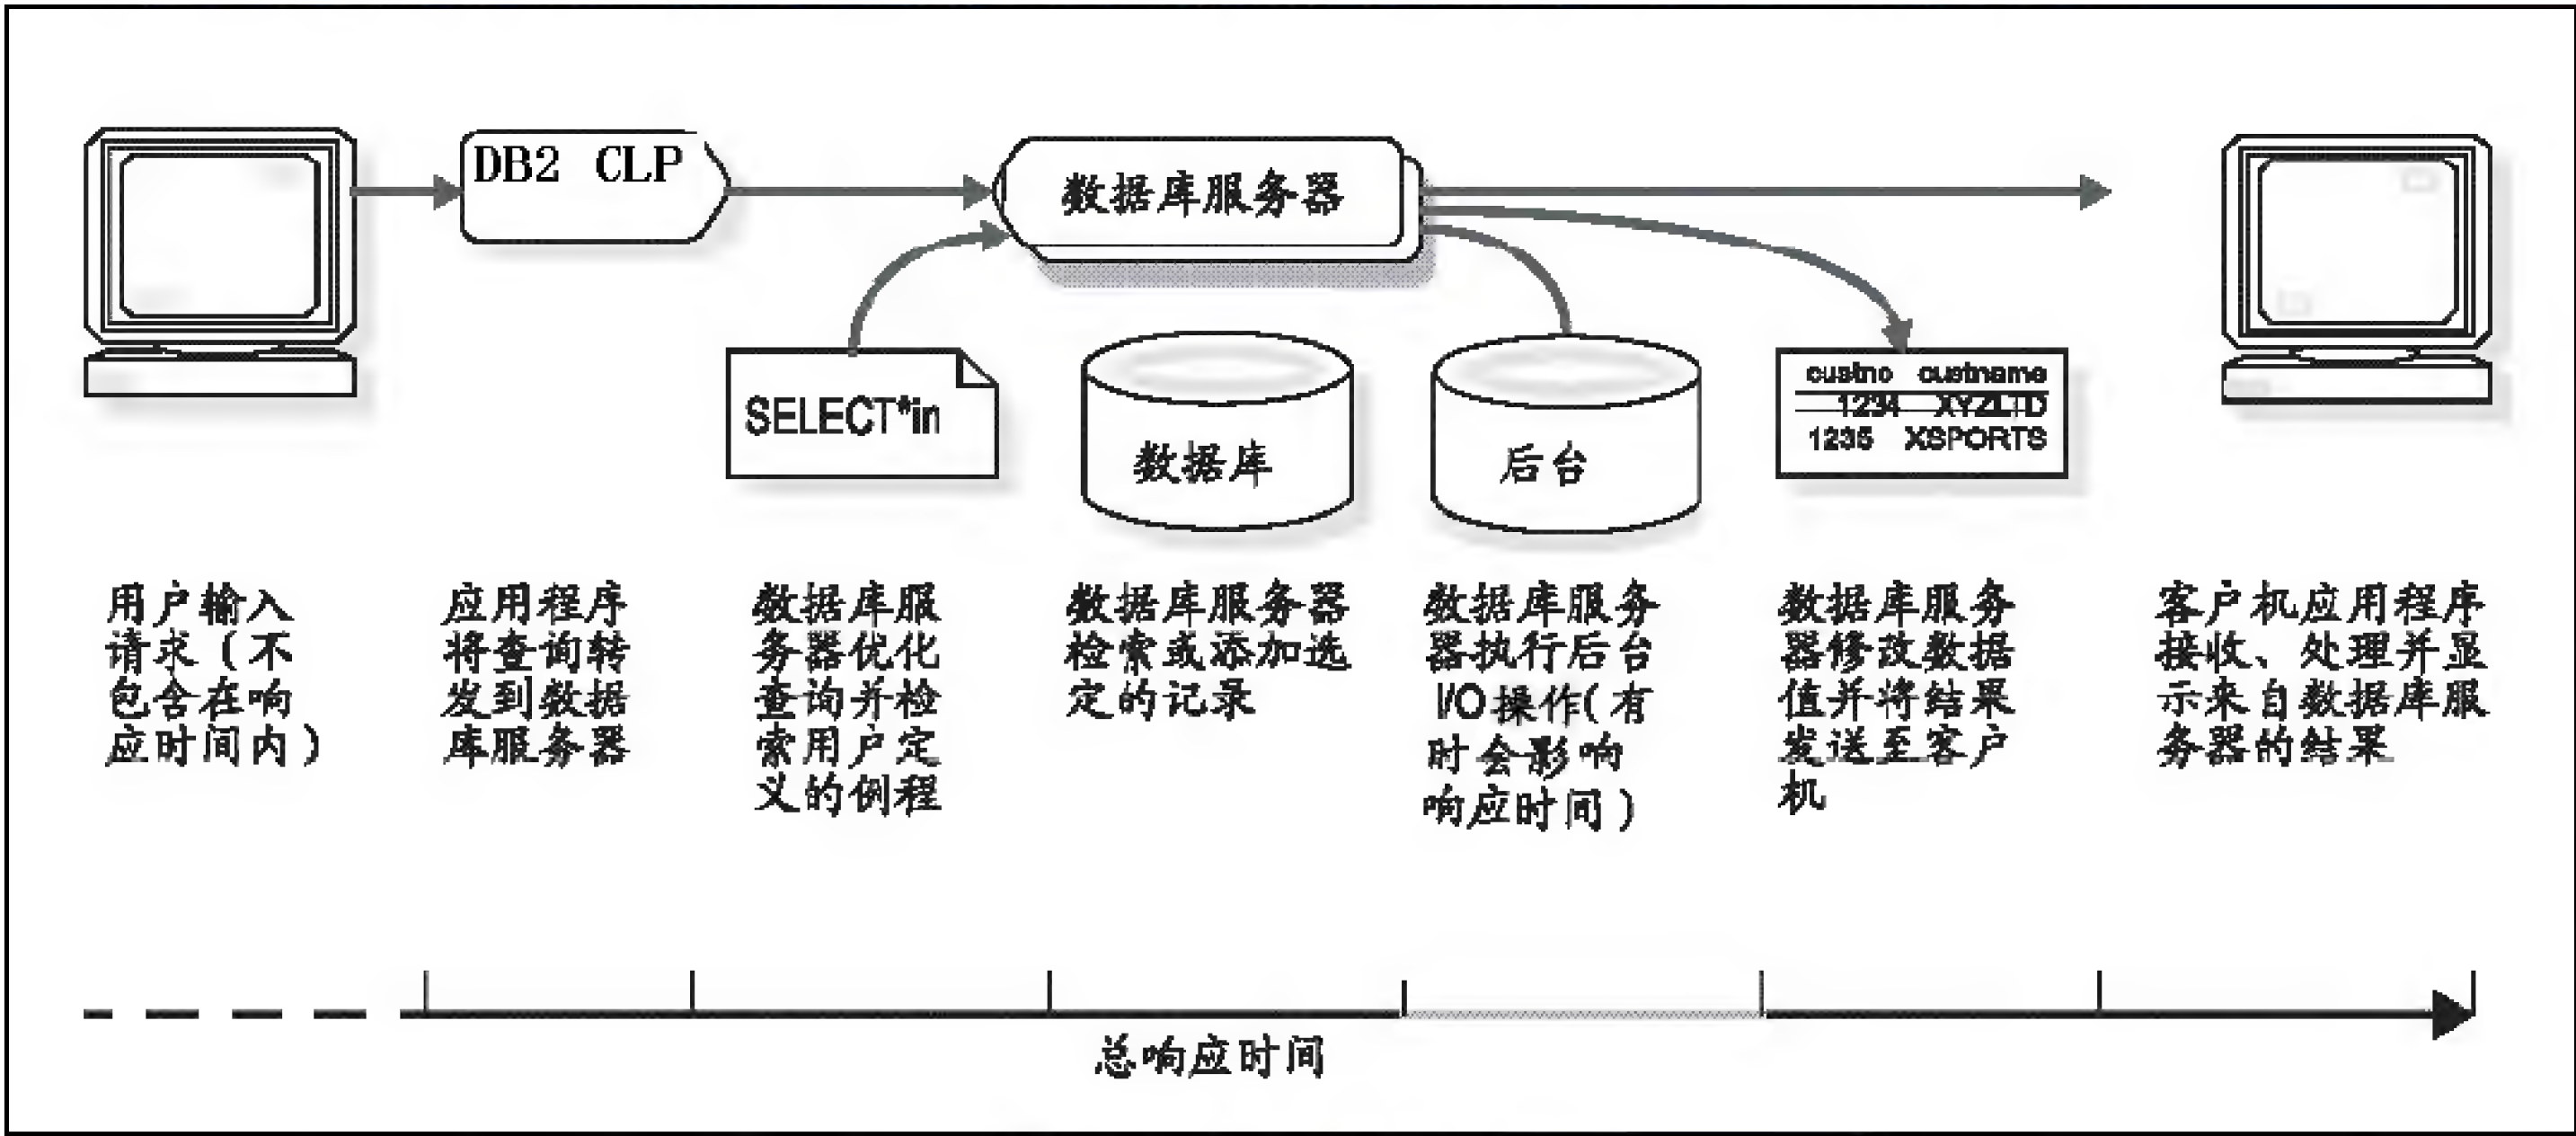 DB2 CLP
数据库服务器
SELECT*in
数据库
后台
custno custname
1234 XYZLTD
1235 XSPORTS
用户输入
请求（不
包含在响
应时间内）
应用程序
将查询转
发到数据
库服务器
数据库服
务器优化
查询并检
索用户定
义的例程
数据库服务器
检索或添加选
定的记录
数据库服务
器执行后台
I/O操作（有
时会影响
响应时间）
数据库服务
器修改数据
值并将结果
发送至客户
机
客户机应用程序
接收、处理并显
示来自数据库服
务器的结果
总响应时间